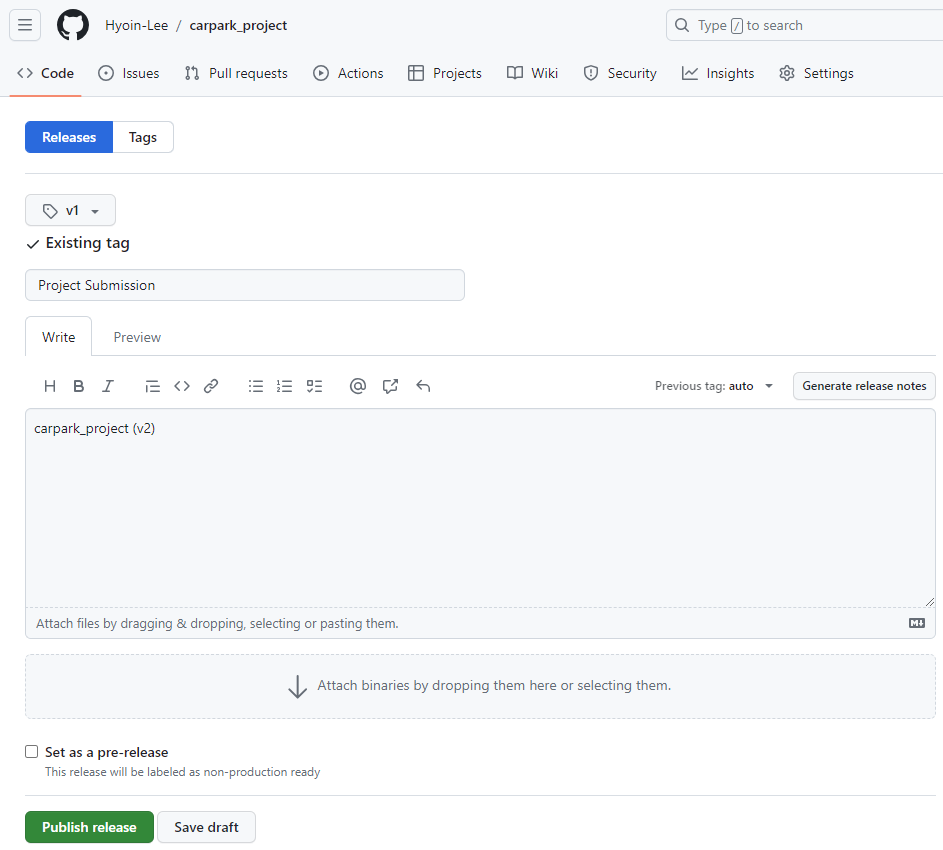 Hyoin-Lee / carpark_project
Type / to search
Code Issues Pull requests Actions Projects Wiki Security Insights Settings
Releases Tags
v1
Existing tag
Project Submission
Write Preview
H B I @ Previous tag: auto Generate release notes
carpark_project (v2)
Attach files by dragging & dropping, selecting or pasting them.
Attach binaries by dropping them here or selecting them.
Set as a pre-release
This release will be labeled as non-production ready
Publish release Save draft